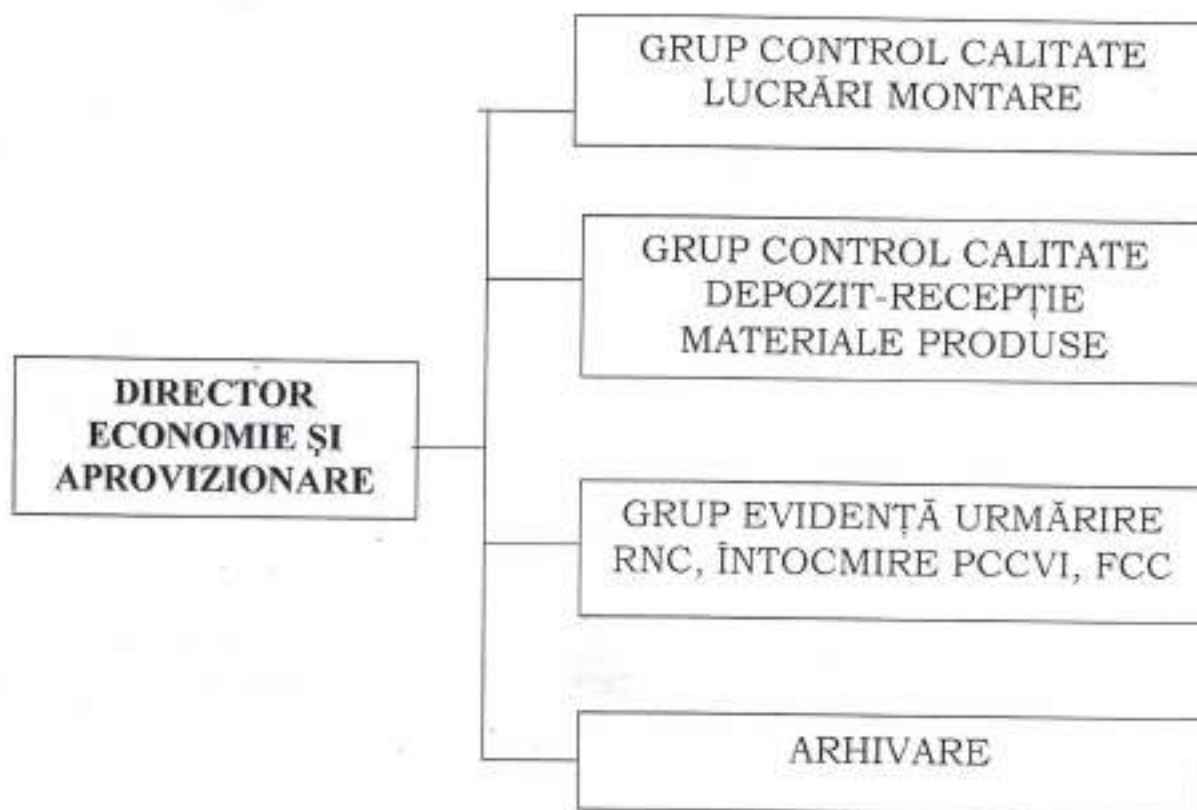 GRUP CONTROL CALITATE
LUCRĂRI MONTARE
GRUP CONTROL CALITATE
DEPOZIT-RECEPȚIE
MATERIALE PRODUSE
DIRECTOR
ECONOMIE ȘI
APROVIZIONARE
GRUP EVIDENȚĂ URMĂRIRE
RNC, ÎNTOCMIRE PCCVI, FCC
ARHIVARE